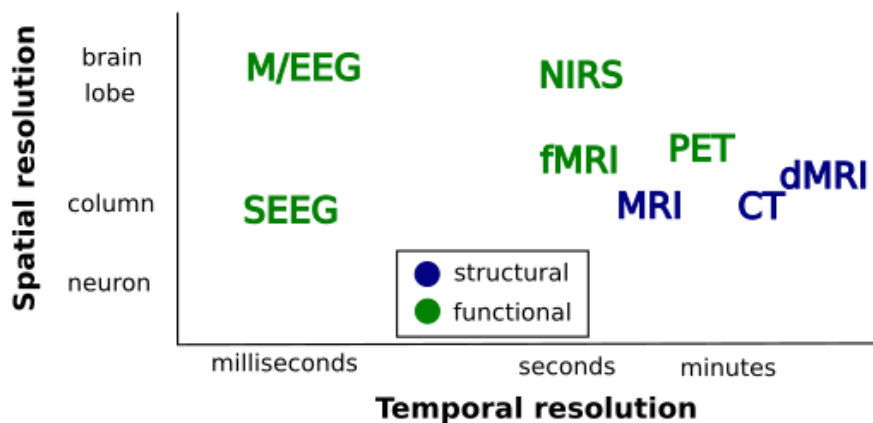 Spatial resolution
brain
lobe
column
neuron
M/EEG
NIRS
fMRI
PET
dMRI
SEEG
MRI
CT
structural
functional
milliseconds
seconds
minutes
Temporal resolution